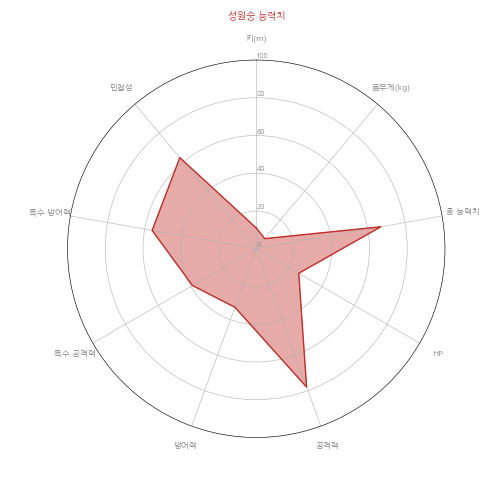 성원숭 능력치
키(m)
100
민첩성
몸무게(kg)
80
60
40
20
0
특수 방어력
총 능력치
특수 공격력
HP
방어력
공격력